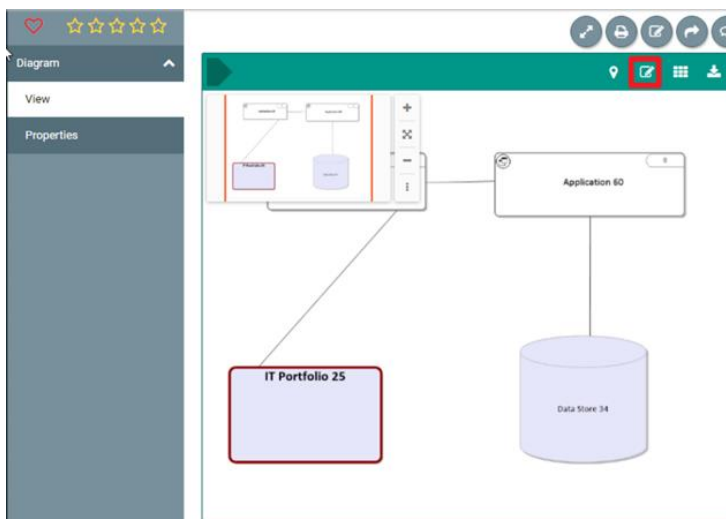 Diagram
View
Properties
Application 60
IT Portfolio 25
Data Store 34